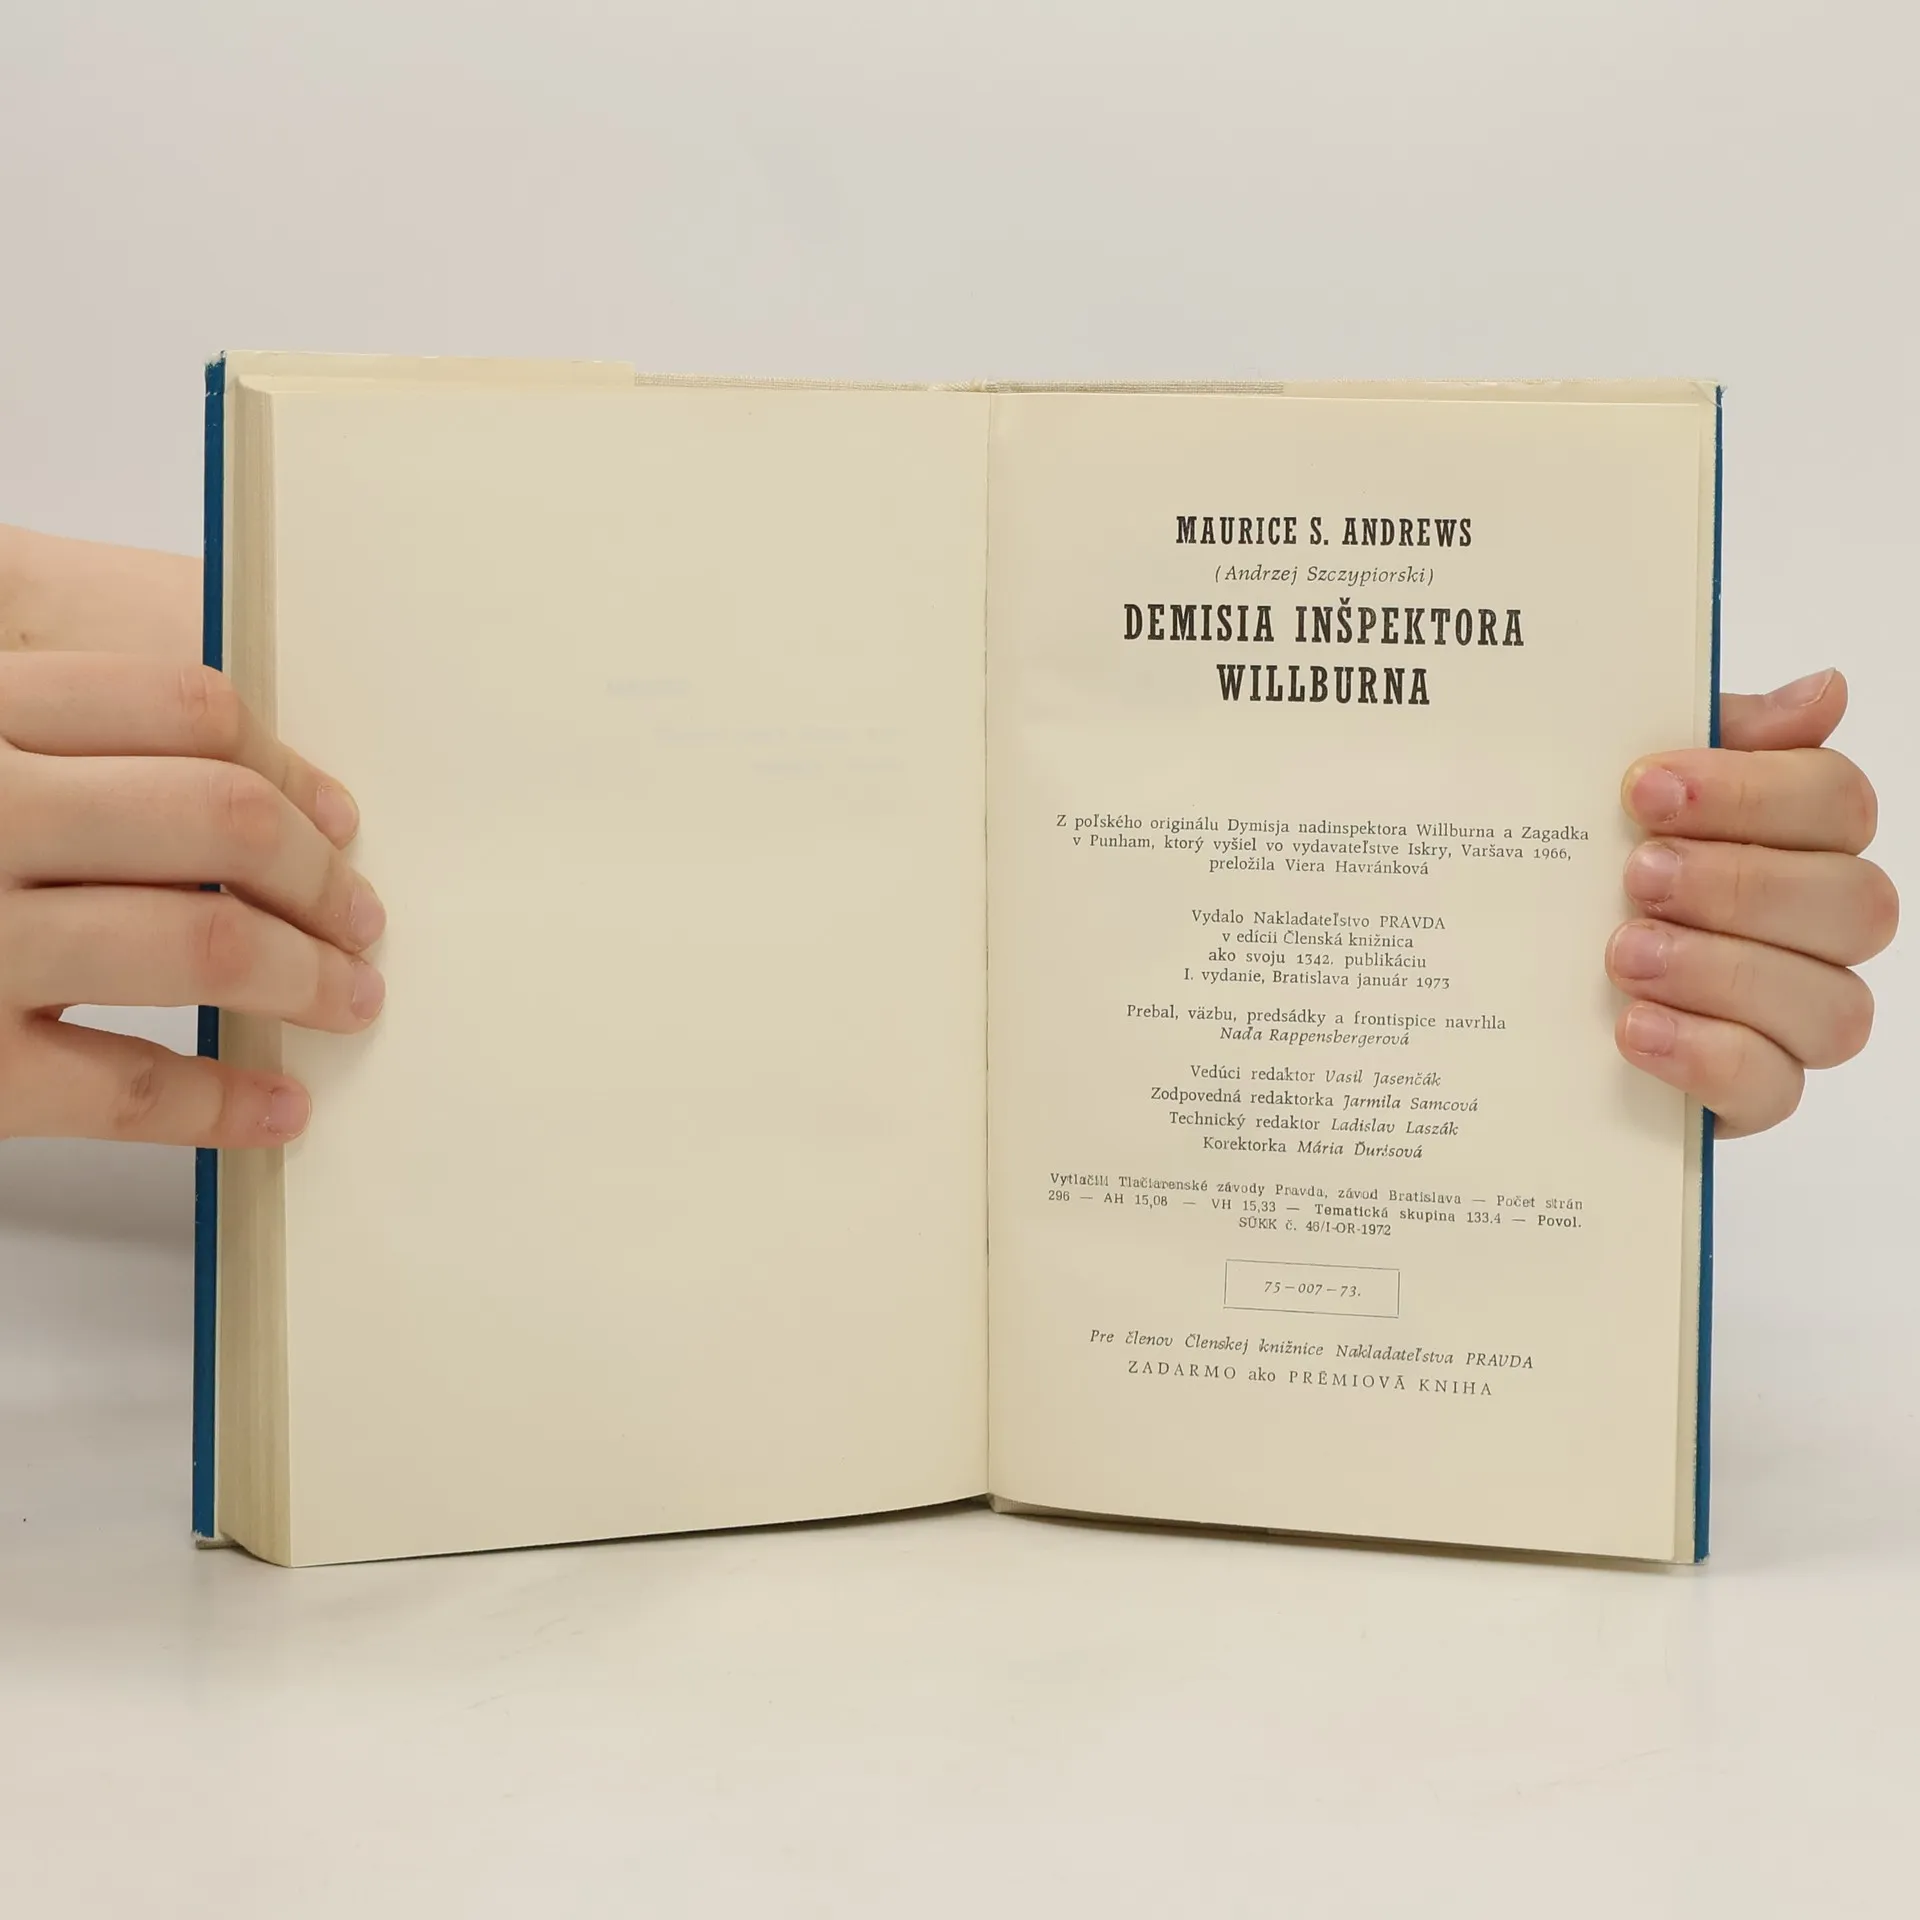 MAURICE S. ANDREWS
(Andrzej Szczypiorski)
DEMISIA INŠPEKTORA
WILLBURNA
Z poľského originálu Dymisja nadinspektora Willburna a Zagadka
v Punham, ktorý vyšiel vo vydavateľstve Iskry, Varšava 1966,
preložila Viera Havránková
Vydalo Nakladateľstvo PRAVDA
v edícii Členská knižnica
ako svoju 1342. publikáciu
I. vydanie, Bratislava január 1973
Prebal, väzbu, predsádky a frontispice navrhla
Naďa Rappensbergerová
Vedúci redaktor Vasil Jasenčák
Zodpovedná redaktorka Jarmila Samcová
Technický redaktor Ladislav Laszák
Korektorka Mária Ďurisová
Vytlačili Tlačiarenské závody Pravda, závod Bratislava — Počet strán
296 — AH 15,08 — VH 15,33 — Tematická skupina 133.4 — Povol.
SÚKK č. 46/I-OR-1972
75—007—73.
Pre členov Členskej knižnice Nakladateľstva PRAVDA
ZADARMO ako PRÉMIOVÁ KNIHA